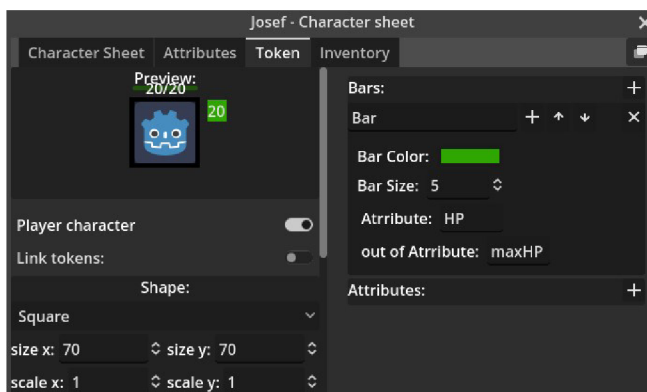 Josef - Character sheet
Character Sheet Attributes Token Inventory
Preview:
20/20
20
Player character
Link tokens:
Shape:
Square
size x: 70 size y: 70
scale x: 1 scale y: 1
Bars:
Bar
Bar Color:
Bar Size: 5
Atrribute: HP
out of Atrribute: maxHP
Attributes: